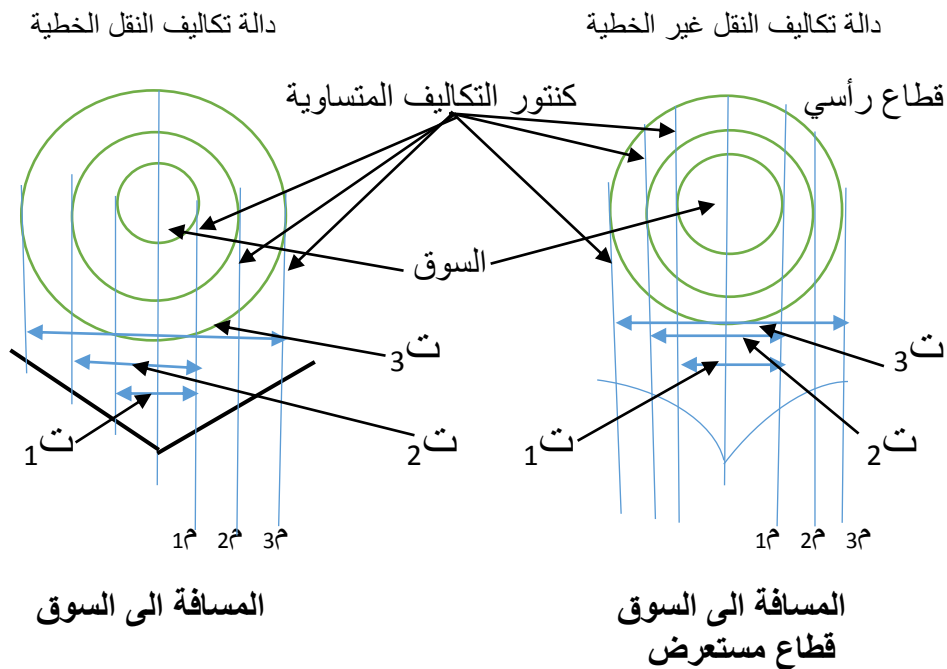 دالة تكاليف النقل غير الخطية
دالة تكاليف النقل الخطية
قطاع رأسي
كنتور التكاليف المتساوية
السوق
ت3
ت3
ت2
ت1
ت2
ت1
م1 م2 م3
م1 م2 م3
المسافة الى السوق
قطاع مستعرض
المسافة الى السوق